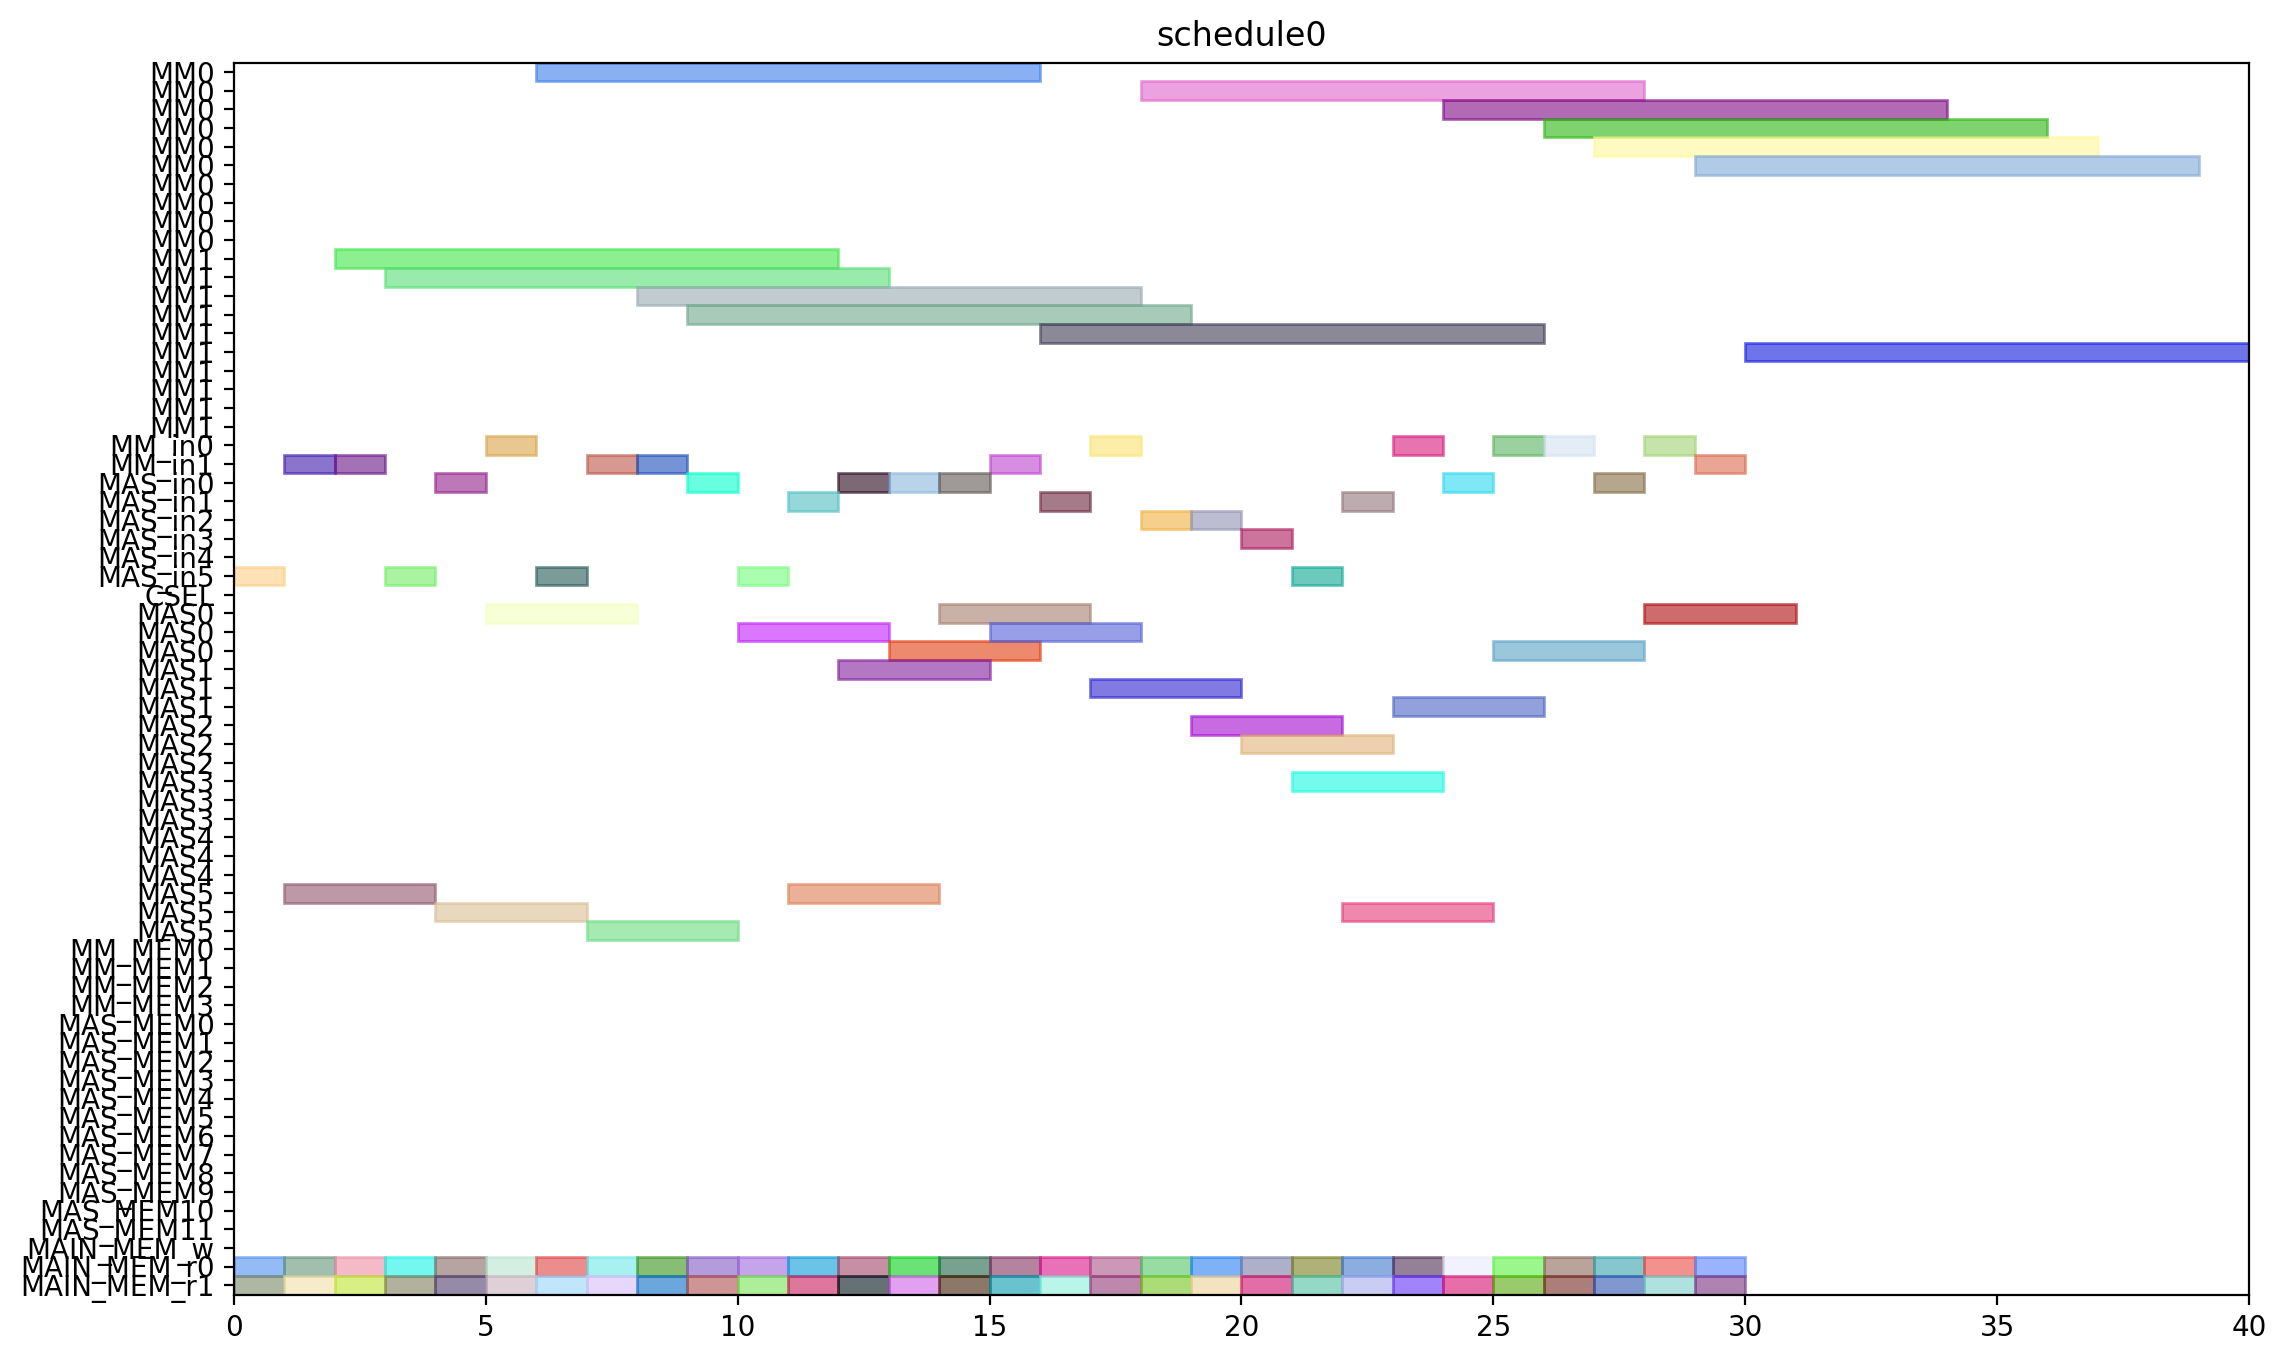 schedule0
MM0
MM0
MM0
MM0
MM0
MM0
MM0
MM0
MM0
MM0
MM1
MM1
MM1
MM1
MM1
MM1
MM1
MM1
MM1
MM1
MM_in0
MM_in1
MAS_in0
MAS_in1
MAS_in2
MAS_in3
MAS_in4
MAS_in5
CSEL
MAS0
MAS0
MAS0
MAS1
MAS1
MAS1
MAS2
MAS2
MAS2
MAS3
MAS3
MAS3
MAS4
MAS4
MAS4
MAS5
MAS5
MAS5
MM_MEM0
MM_MEM1
MM_MEM2
MM_MEM3
MAS_MEM0
MAS_MEM1
MAS_MEM2
MAS_MEM3
MAS_MEM4
MAS_MEM5
MAS_MEM6
MAS_MEM7
MAS_MEM8
MAS_MEM9
MAS_MEM10
MAS_MEM11
MAIN_MEM_w
MAIN_MEM_r0
MAIN_MEM_r1
0 5 10 15 20 25 30 35 40